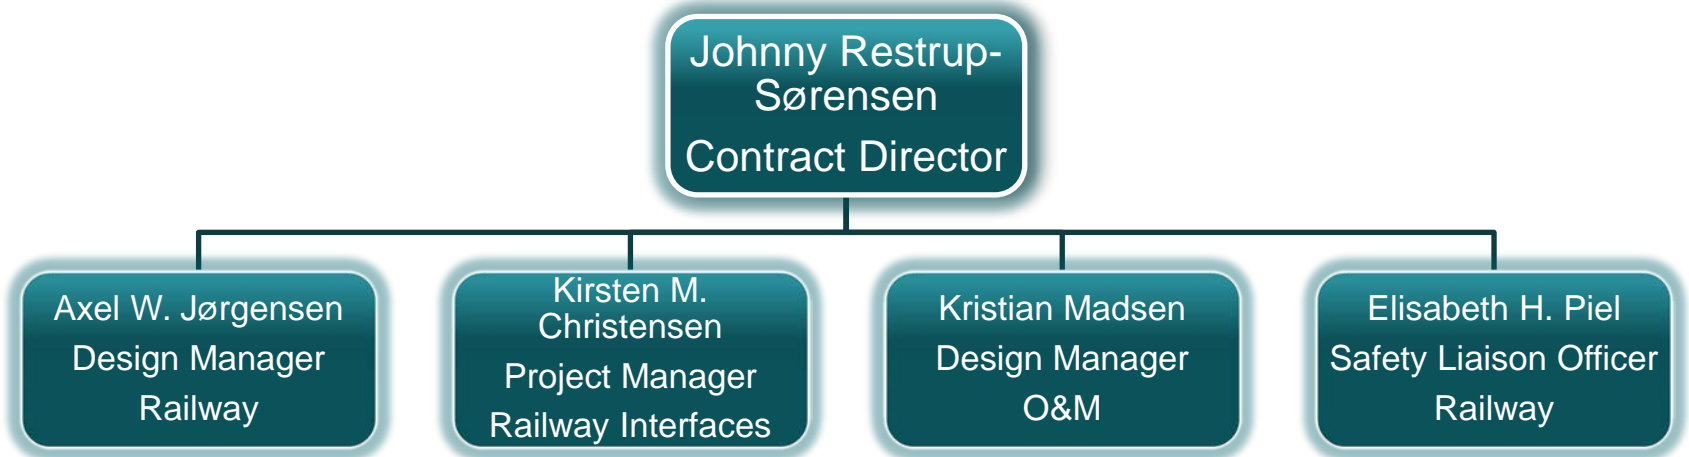 Johnny Restrup-
Sørensen
Contract Director
Axel W. Jørgensen
Design Manager
Railway
Kirsten M.
Christensen
Project Manager
Railway Interfaces
Kristian Madsen
Design Manager
O&M
Elisabeth H. Piel
Safety Liaison Officer
Railway